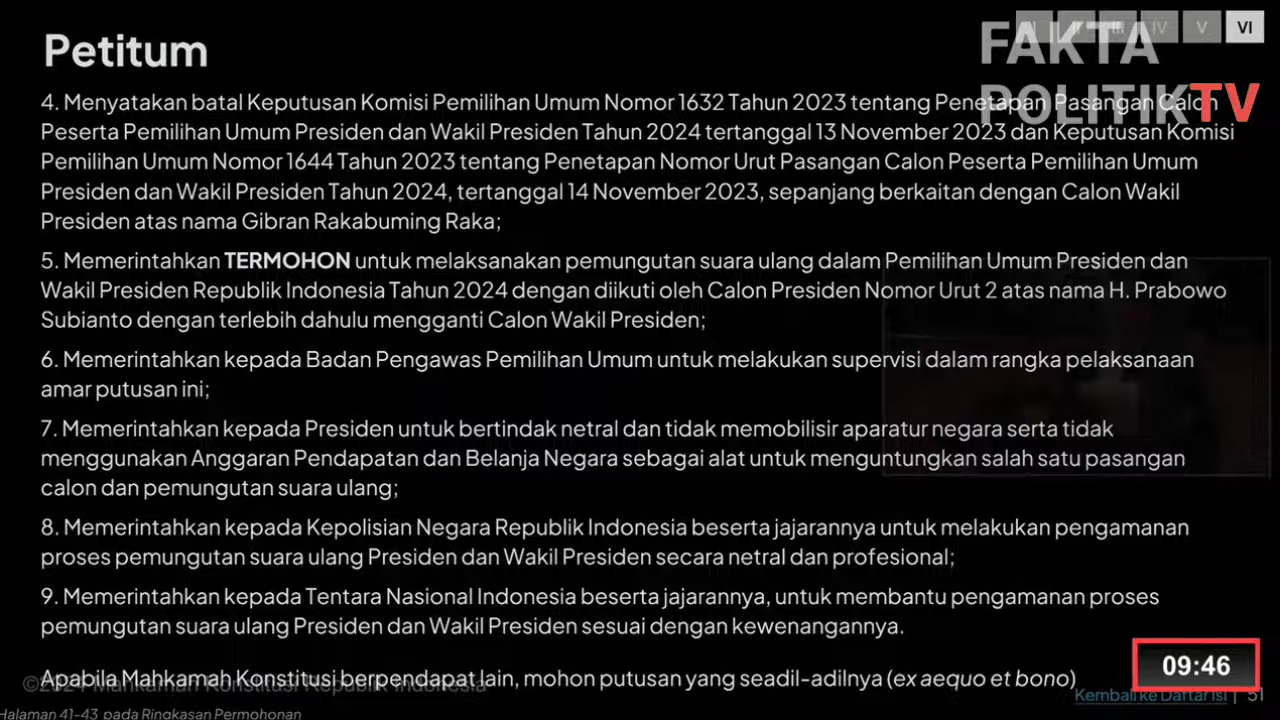 Petitum
IV V VI
FAKTA
POLITIKTV
4. Menyatakan batal Keputusan Komisi Pemilihan Umum Nomor 1632 Tahun 2023 tentang Penetapan Pasangan Calon
Peserta Pemilihan Umum Presiden dan Wakil Presiden Tahun 2024 tertanggal 13 November 2023 dan Keputusan Komisi
Pemilihan Umum Nomor 1644 Tahun 2023 tentang Penetapan Nomor Urut Pasangan Calon Peserta Pemilihan Umum
Presiden dan Wakil Presiden Tahun 2024, tertanggal 14 November 2023, sepanjang berkaitan dengan Calon Wakil
Presiden atas nama Gibran Rakabuming Raka;
5. Memerintahkan TERMOHON untuk melaksanakan pemungutan suara ulang dalam Pemilihan Umum Presiden dan
Wakil Presiden Republik Indonesia Tahun 2024 dengan diikuti oleh Calon Presiden Nomor Urut 2 atas nama H. Prabowo
Subianto dengan terlebih dahulu mengganti Calon Wakil Presiden;
6. Memerintahkan kepada Badan Pengawas Pemilihan Umum untuk melakukan supervisi dalam rangka pelaksanaan
amar putusan ini;
7. Memerintahkan kepada Presiden untuk bertindak netral dan tidak memobilisir aparatur negara serta tidak
menggunakan Anggaran Pendapatan dan Belanja Negara sebagai alat untuk menguntungkan salah satu pasangan
calon dan pemungutan suara ulang;
8. Memerintahkan kepada Kepolisian Negara Republik Indonesia beserta jajarannya untuk melakukan pengamanan
proses pemungutan suara ulang Presiden dan Wakil Presiden secara netral dan profesional;
9. Memerintahkan kepada Tentara Nasional Indonesia beserta jajarannya, untuk membantu pengamanan proses
pemungutan suara ulang Presiden dan Wakil Presiden sesuai dengan kewenangannya.
Apabila Mahkamah Konstitusi berpendapat lain, mohon putusan yang seadil-adilnya (ex aequo et bono)
©2024 Mahkamah Konstitusi Republik Indonesia
09:46
Kembali ke Daftar Isi | 51
Halaman 41-43 pada Ringkasan Permohonan